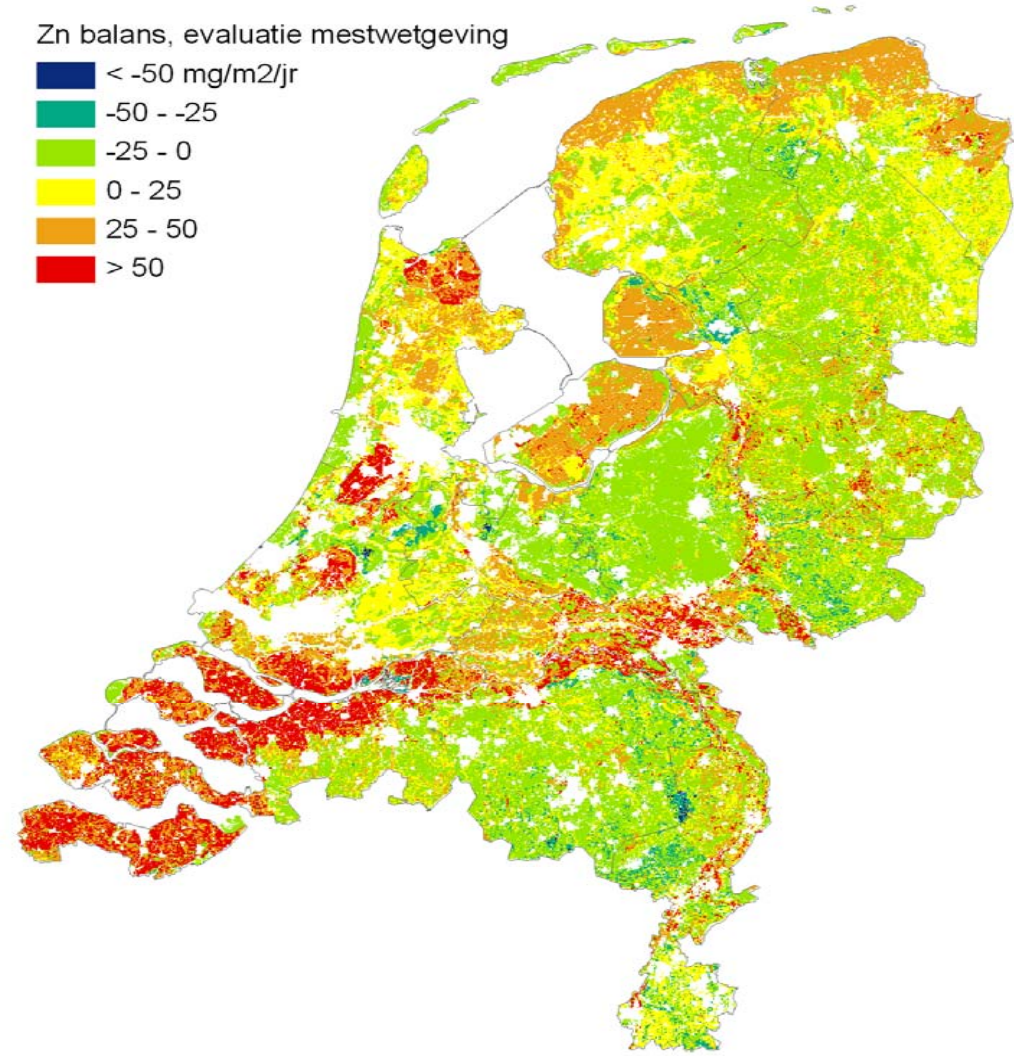 Zn balans, evaluatie mestwetgeving
< -50 mg/m2/jr
-50 - -25
-25 - 0
0 - 25
25 - 50
> 50